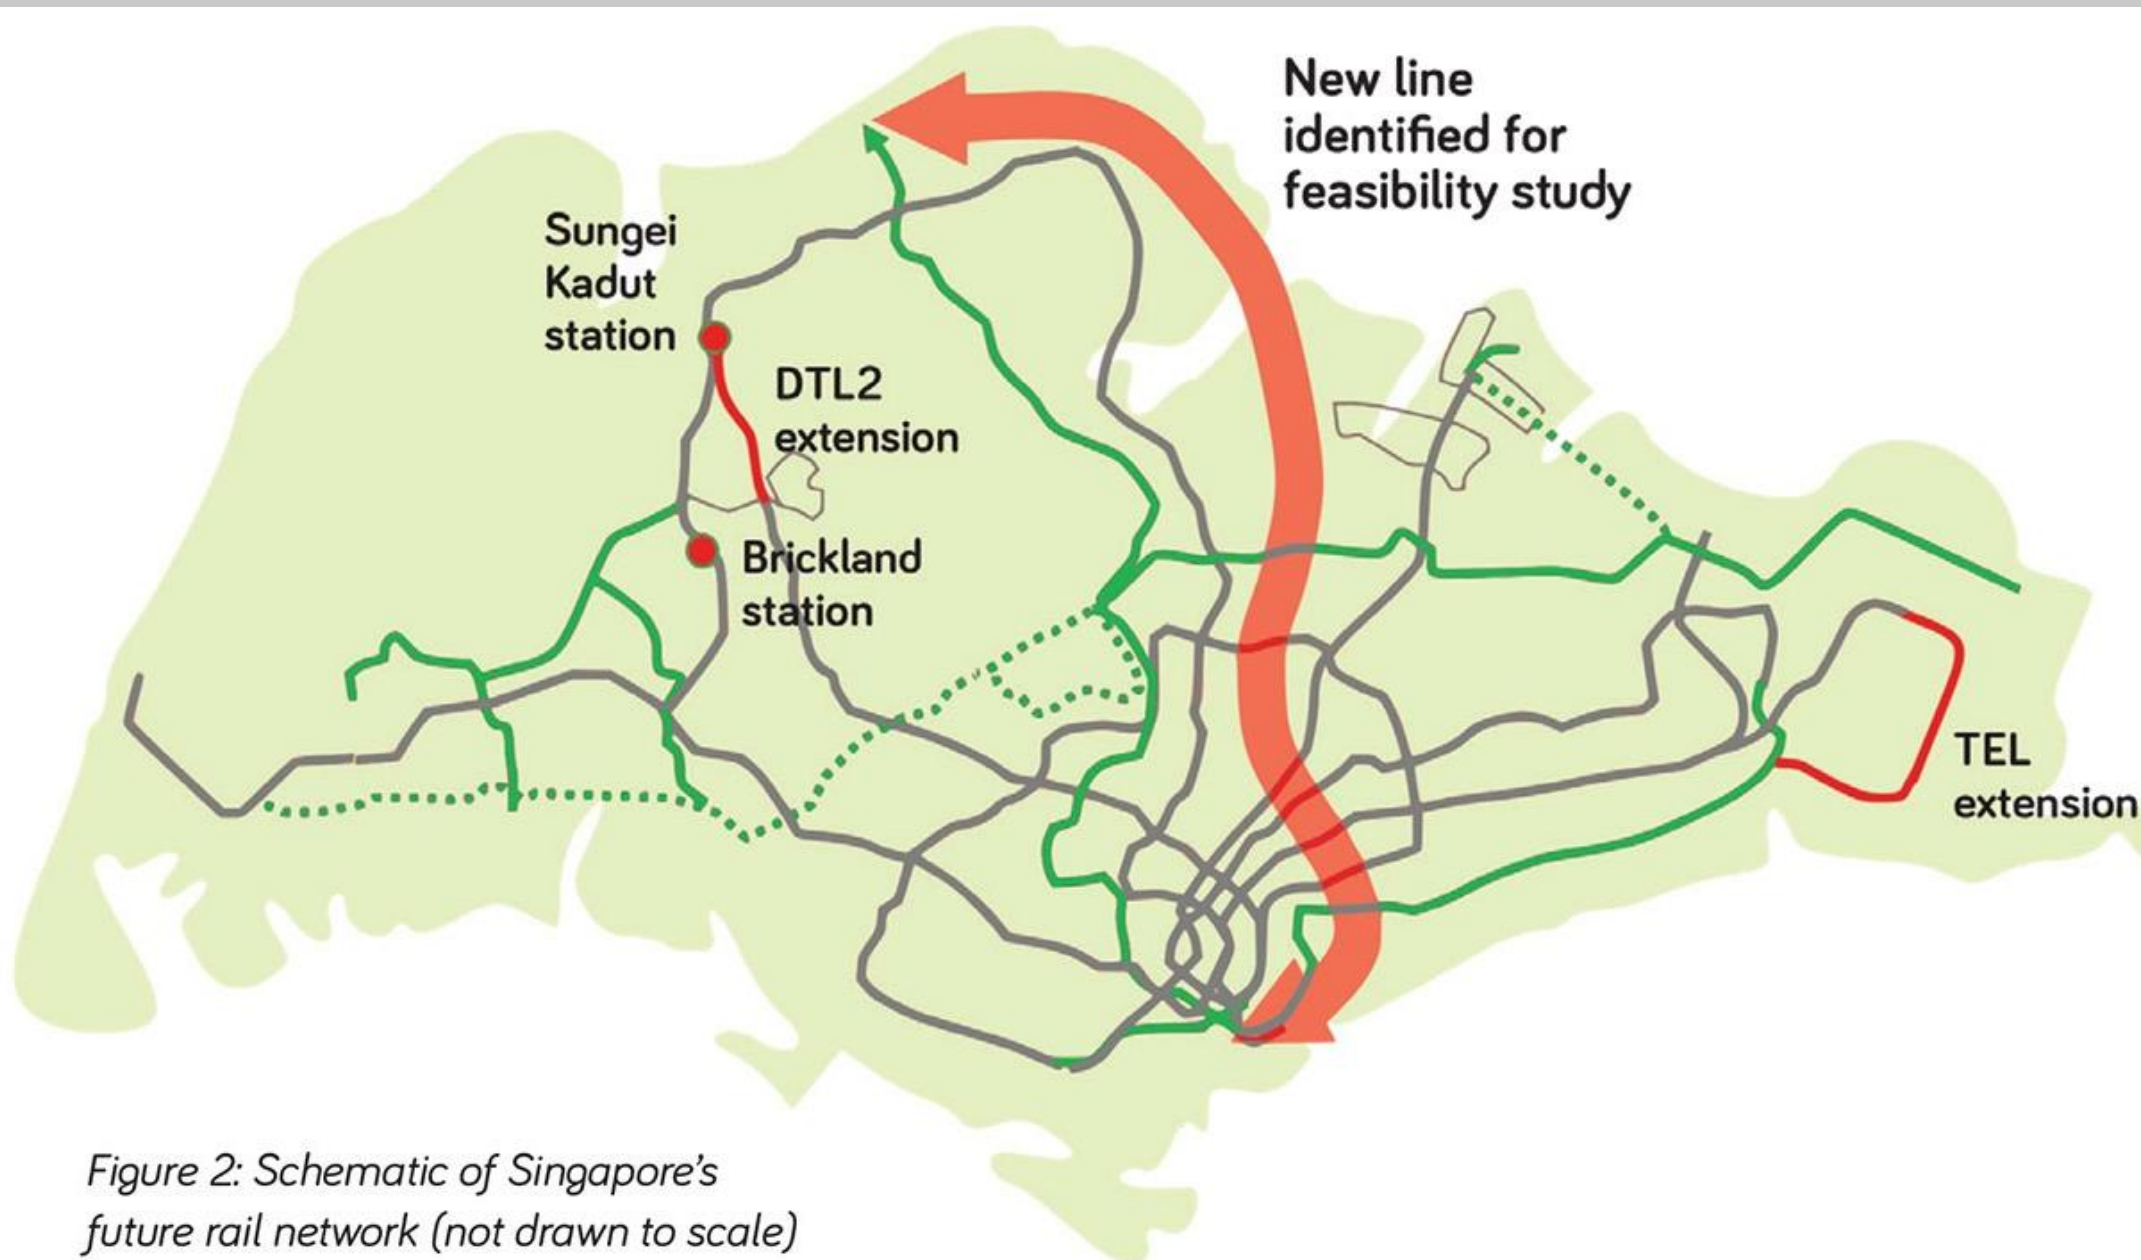 New line
identified for
feasibility study
Sungei
Kadut
station
DTL2
extension
Brickland
station
TEL
extension
Figure 2: Schematic of Singapore's
future rail network (not drawn to scale)